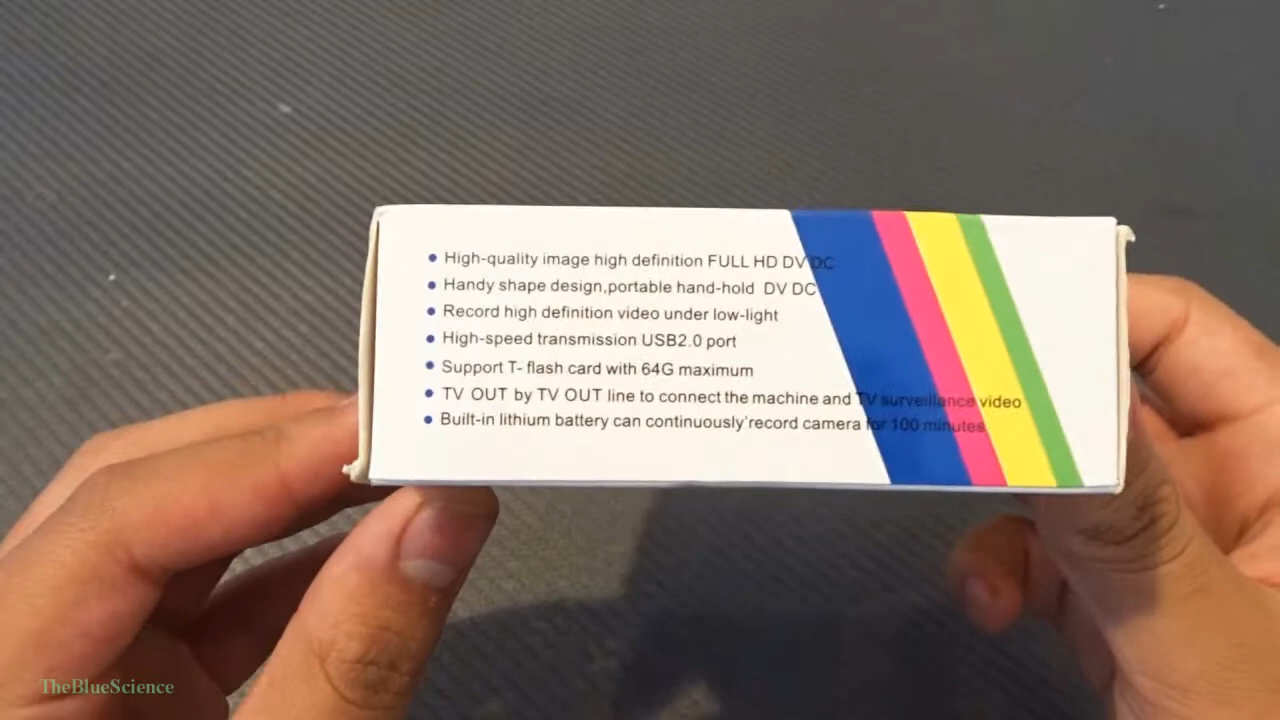 High-quality image high definition FULL HD DV DC
Handy shape design,portable hand-hold DV DC
Record high definition video under low-light
High-speed transmission USB2.0 port
Support T- flash card with 64G maximum
TV OUT by TV OUT line to connect the machine and TV surveillance video
Built-in lithium battery can continuously'record camera for 100 minutes
TheBlueScience